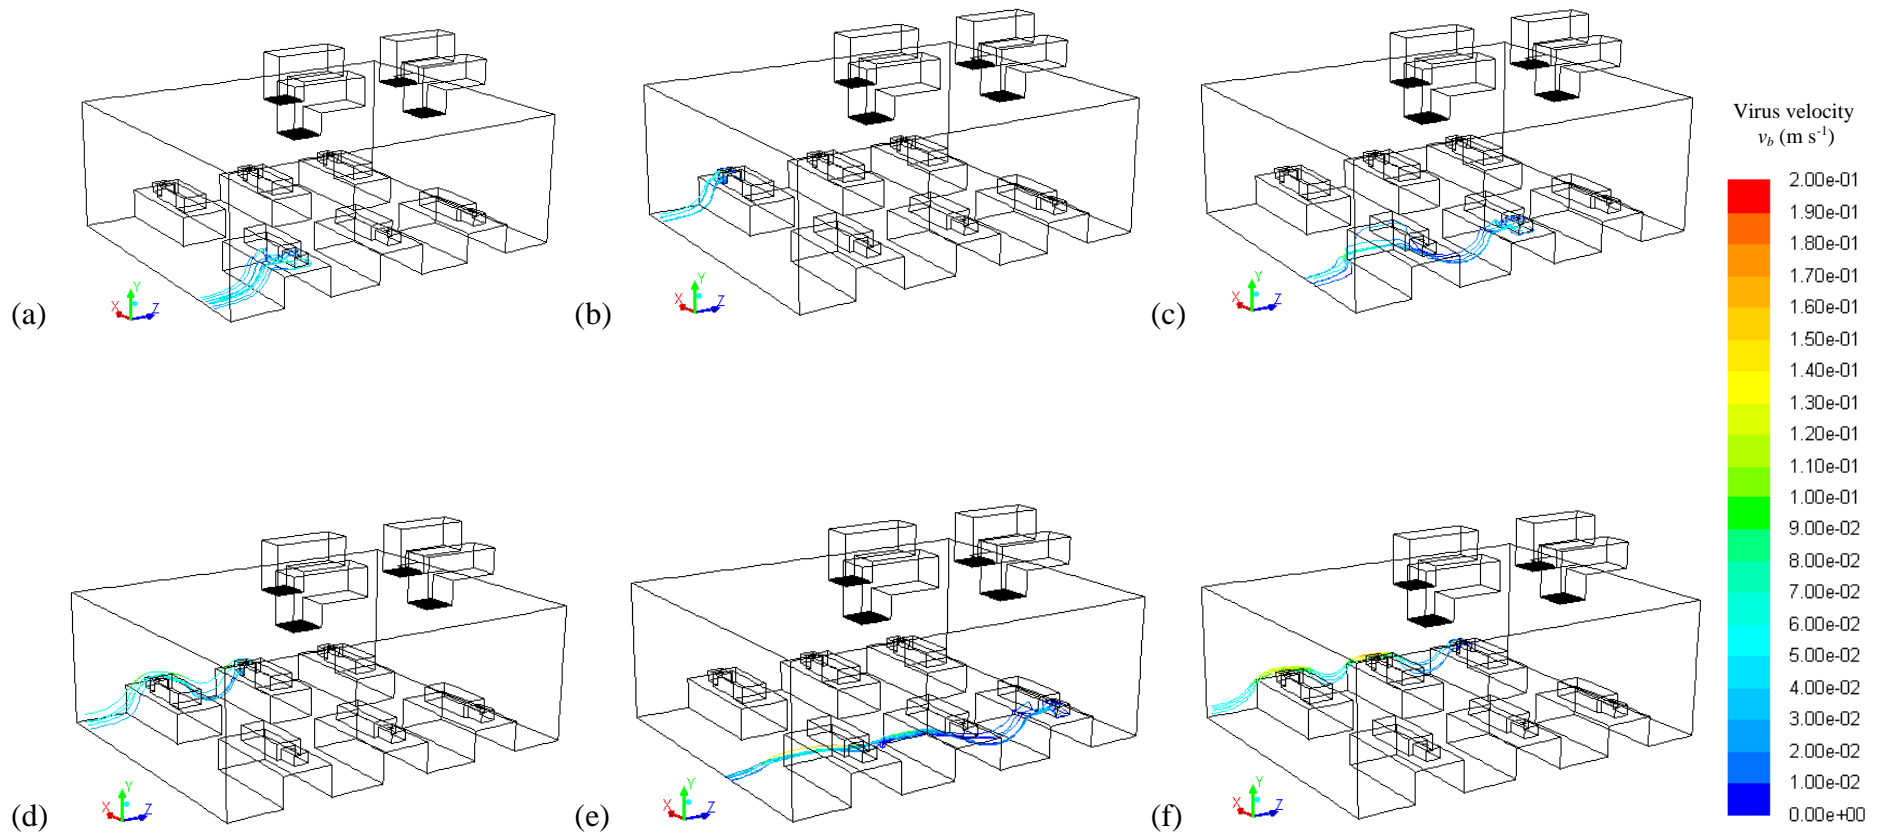 (a)
X
Y
Z
(b)
X
Y
Z
(c)
X
Y
Z
Virus velocity
v_b (m s⁻¹)
2.00e-01
1.90e-01
1.80e-01
1.70e-01
1.60e-01
1.50e-01
1.40e-01
1.30e-01
1.20e-01
1.10e-01
1.00e-01
9.00e-02
8.00e-02
7.00e-02
6.00e-02
5.00e-02
4.00e-02
3.00e-02
2.00e-02
1.00e-02
0.00e+00
(d)
X
Y
Z
(e)
X
Y
Z
(f)
X
Y
Z